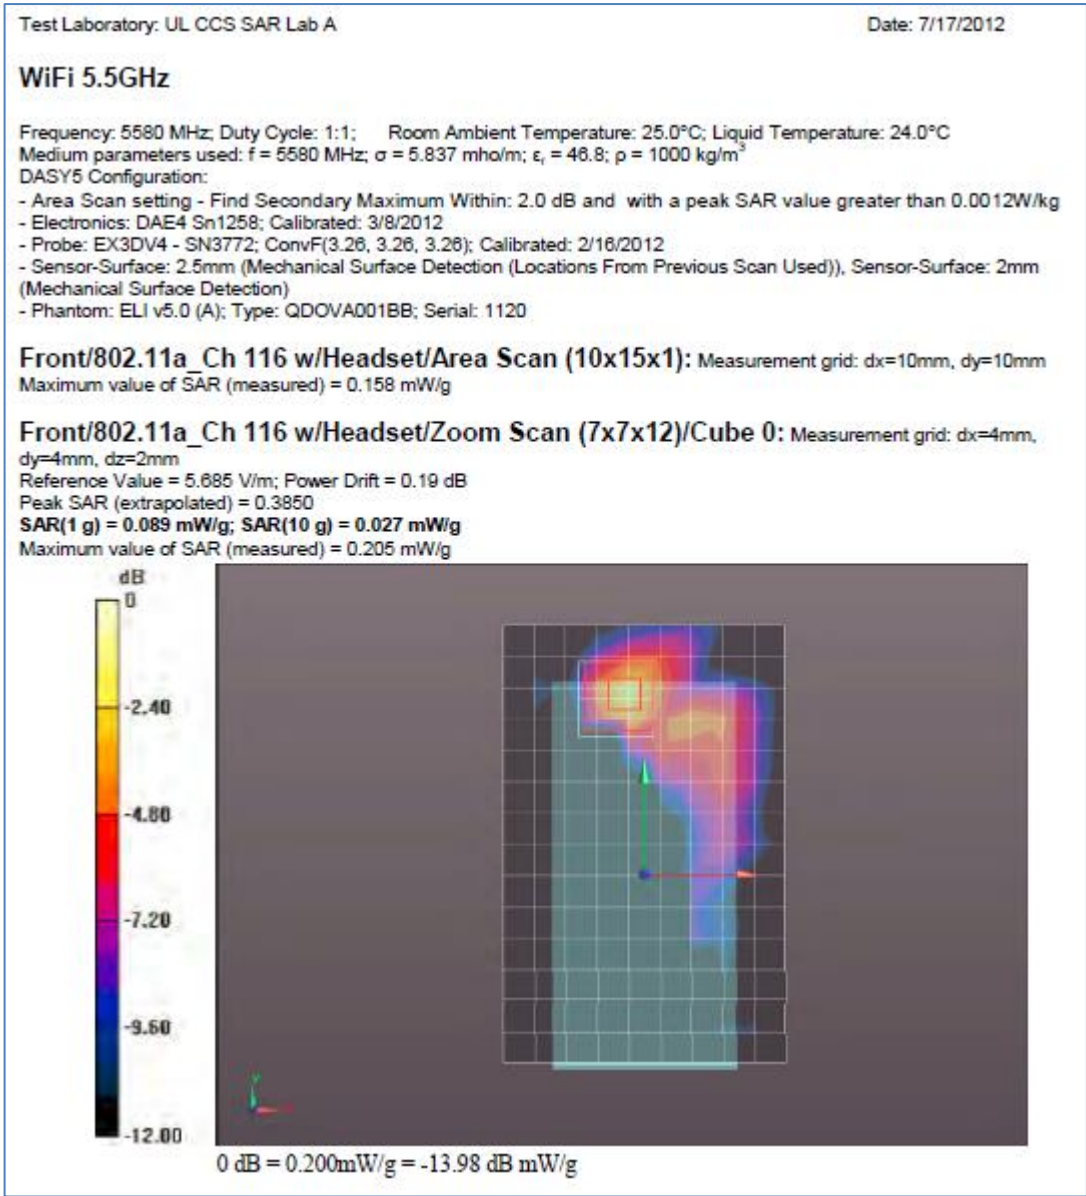 Test Laboratory: UL CCS SAR Lab A Date: 7/17/2012
WiFi 5.5GHz
Frequency: 5580 MHz; Duty Cycle: 1:1; Room Ambient Temperature: 25.0°C; Liquid Temperature: 24.0°C
Medium parameters used: f = 5580 MHz; σ = 5.837 mho/m; εr = 46.8; ρ = 1000 kg/m³
DASY5 Configuration:
- Area Scan setting - Find Secondary Maximum Within: 2.0 dB and with a peak SAR value greater than 0.0012W/kg
- Electronics: DAE4 Sn1258; Calibrated: 3/8/2012
- Probe: EX3DV4 - SN3772; ConvF(3.26, 3.26, 3.26); Calibrated: 2/16/2012
- Sensor-Surface: 2.5mm (Mechanical Surface Detection (Locations From Previous Scan Used)), Sensor-Surface: 2mm
(Mechanical Surface Detection)
- Phantom: ELI v5.0 (A); Type: QDOVA001BB; Serial: 1120
Front/802.11a_Ch 116 w/Headset/Area Scan (10x15x1): Measurement grid: dx=10mm, dy=10mm
Maximum value of SAR (measured) = 0.158 mW/g
Front/802.11a_Ch 116 w/Headset/Zoom Scan (7x7x12)/Cube 0: Measurement grid: dx=4mm,
dy=4mm, dz=2mm
Reference Value = 5.685 V/m; Power Drift = 0.19 dB
Peak SAR (extrapolated) = 0.3850
SAR(1 g) = 0.089 mW/g; SAR(10 g) = 0.027 mW/g
Maximum value of SAR (measured) = 0.205 mW/g
dB
0
-2.40
-4.80
-7.20
-9.60
-12.00
y
0 dB = 0.200mW/g = -13.98 dB mW/g